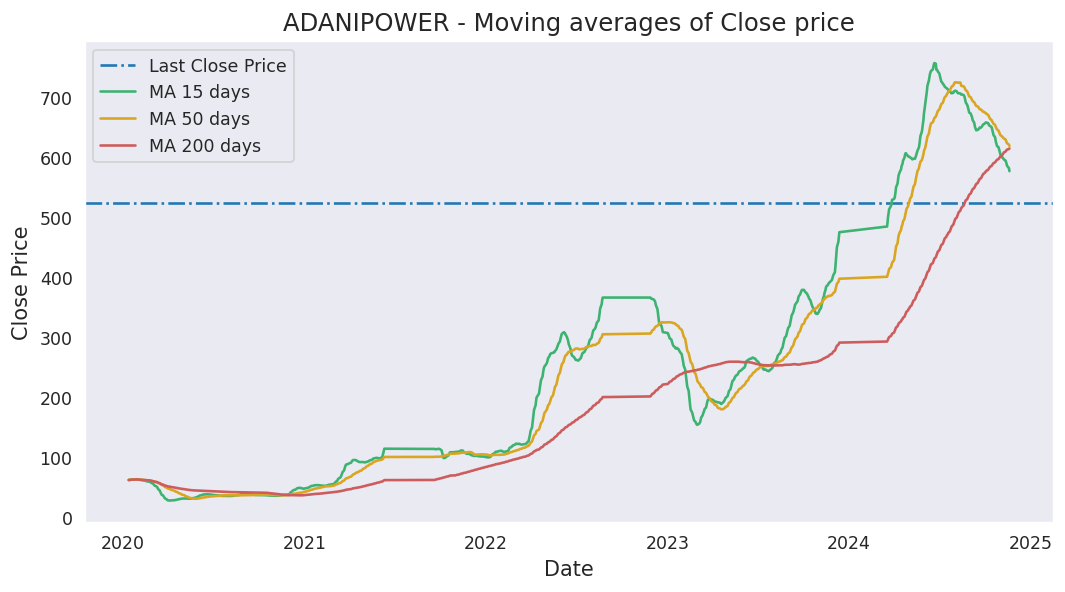 ADANIPOWER - Moving averages of Close price
Last Close Price
MA 15 days
MA 50 days
MA 200 days
Close Price
700
600
500
400
300
200
100
0
2020
2021
2022
2023
2024
2025
Date